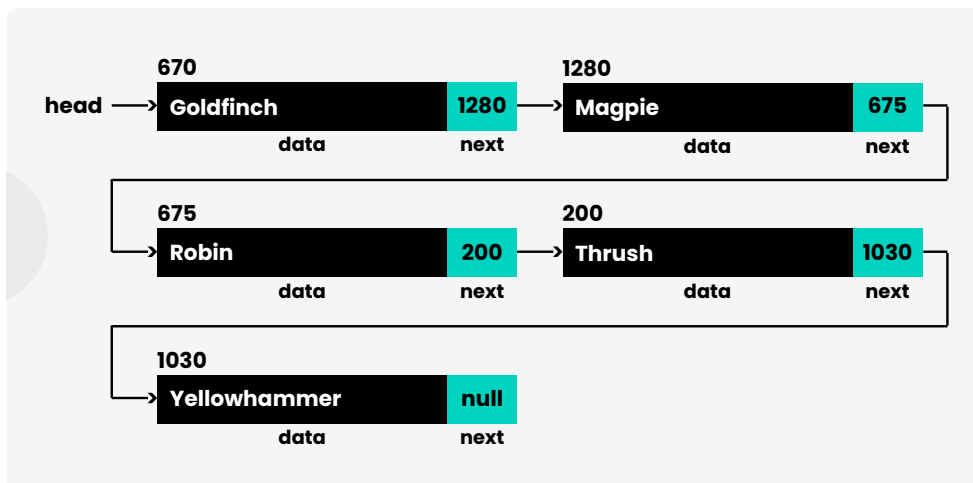 670 1280
head Goldfinch 1280 Magpie 675
data next data next
675 200
Robin 200 Thrush 1030
data next data next
1030
Yellowhammer null
data next